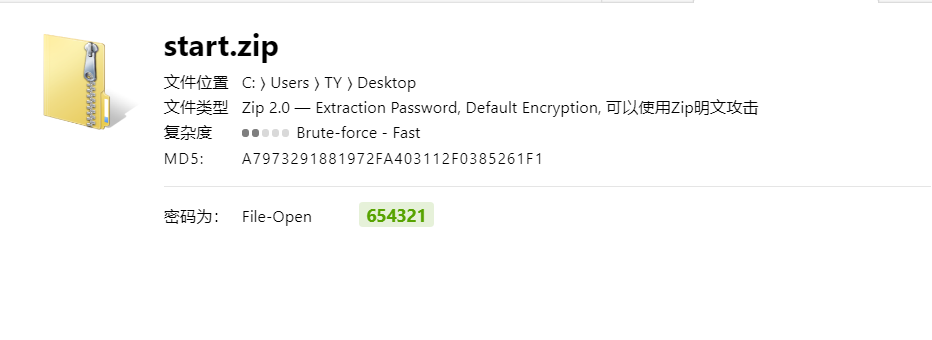 start.zip
文件位置 C: 〉Users 〉TY 〉Desktop
文件类型 Zip 2.0 — Extraction Password, Default Encryption, 可以使用Zip明文攻击
复杂度 Brute-force - Fast
MD5: A7973291881972FA403112F0385261F1
密码为: File-Open 654321